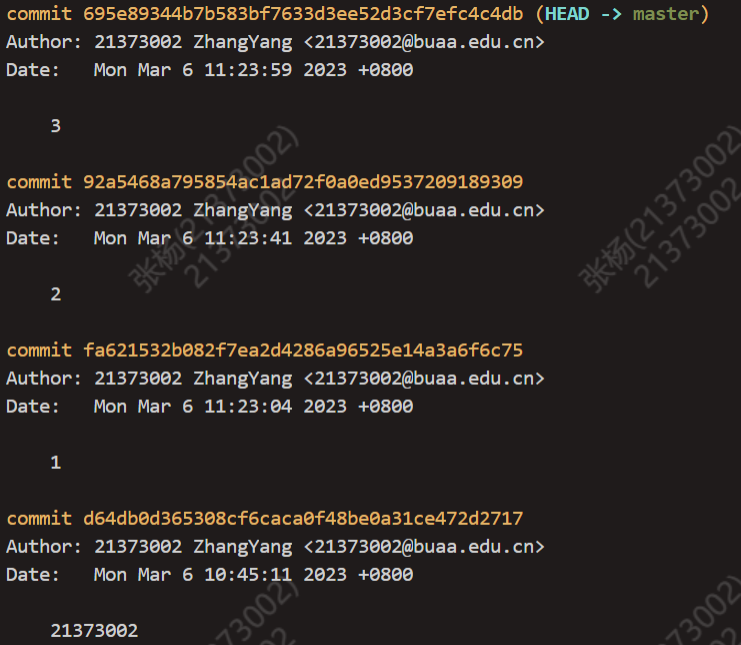 commit 695e89344b7b583bf7633d3ee52d3cf7efc4c4db (HEAD -> master)
Author: 21373002 ZhangYang <21373002@buaa.edu.cn>
Date:   Mon Mar 6 11:23:59 2023 +0800
3
commit 92a5468a795854ac1ad72f0a0ed9537209189309
Author: 21373002 ZhangYang <21373002@buaa.edu.cn>
Date:   Mon Mar 6 11:23:41 2023 +0800
2
commit fa621532b082f7ea2d4286a96525e14a3a6f6c75
Author: 21373002 ZhangYang <21373002@buaa.edu.cn>
Date:   Mon Mar 6 11:23:04 2023 +0800
1
commit d64db0d365308cf6caca0f48be0a31ce472d2717
Author: 21373002 ZhangYang <21373002@buaa.edu.cn>
Date:   Mon Mar 6 10:45:11 2023 +0800
21373002
张杨(21373002)
21373002
张杨(21373002)
21373002